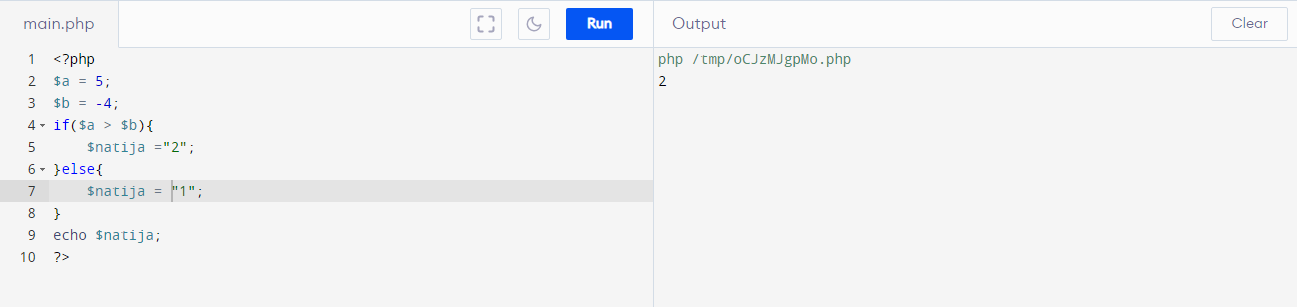 main.php
Run
1 <?php
2 $a = 5;
3 $b = -4;
4 if($a > $b){
5     $natija ="2";
6 }else{
7     $natija = "1";
8 }
9 echo $natija;
10 ?>
Output
Clear
php /tmp/oCJzMJgpMo.php
2